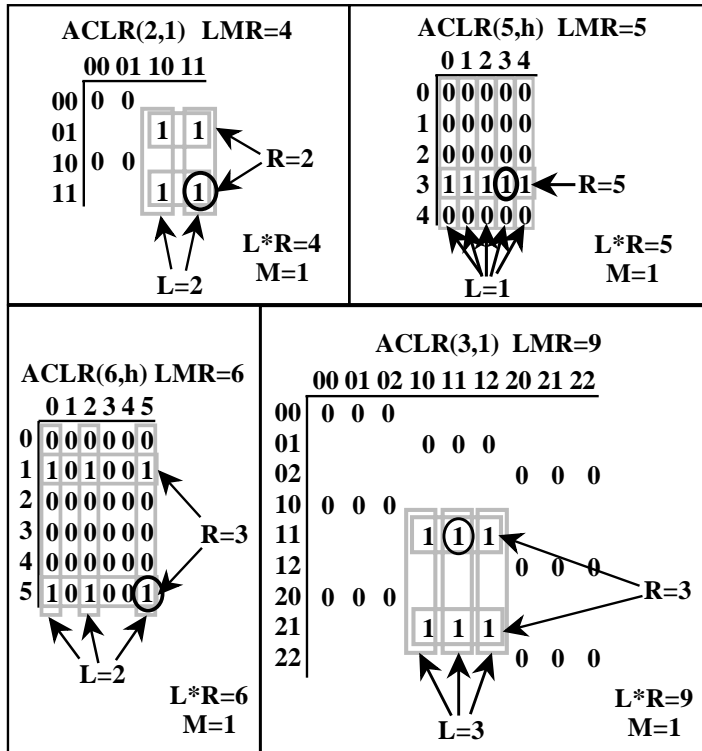 ACLR(2,1) LMR=4
00 01 10 11
00 0 0
01 1 1
10 0 0
11 1 1
R=2
L*R=4
L=2
M=1
ACLR(5,h) LMR=5
0 1 2 3 4
0 0 0 0 0 0
1 0 0 0 0 0
2 0 0 0 0 0
3 1 1 1 1 1
4 0 0 0 0 0
R=5
L*R=5
L=1
M=1
ACLR(6,h) LMR=6
0 1 2 3 4 5
0 0 0 0 0 0 0
1 1 0 1 0 0 1
2 0 0 0 0 0 0
3 0 0 0 0 0 0
4 0 0 0 0 0 0
5 1 0 1 0 0 1
R=3
L=2
L*R=6
M=1
ACLR(3,1) LMR=9
00 01 02 10 11 12 20 21 22
00 0 0 0
01 0 0 0
02 0 0 0
10 0 0 0
11 1 1 1
12 0 0 0
20 0 0 0
21 1 1 1
22 0 0 0
R=3
L*R=9
L=3
M=1